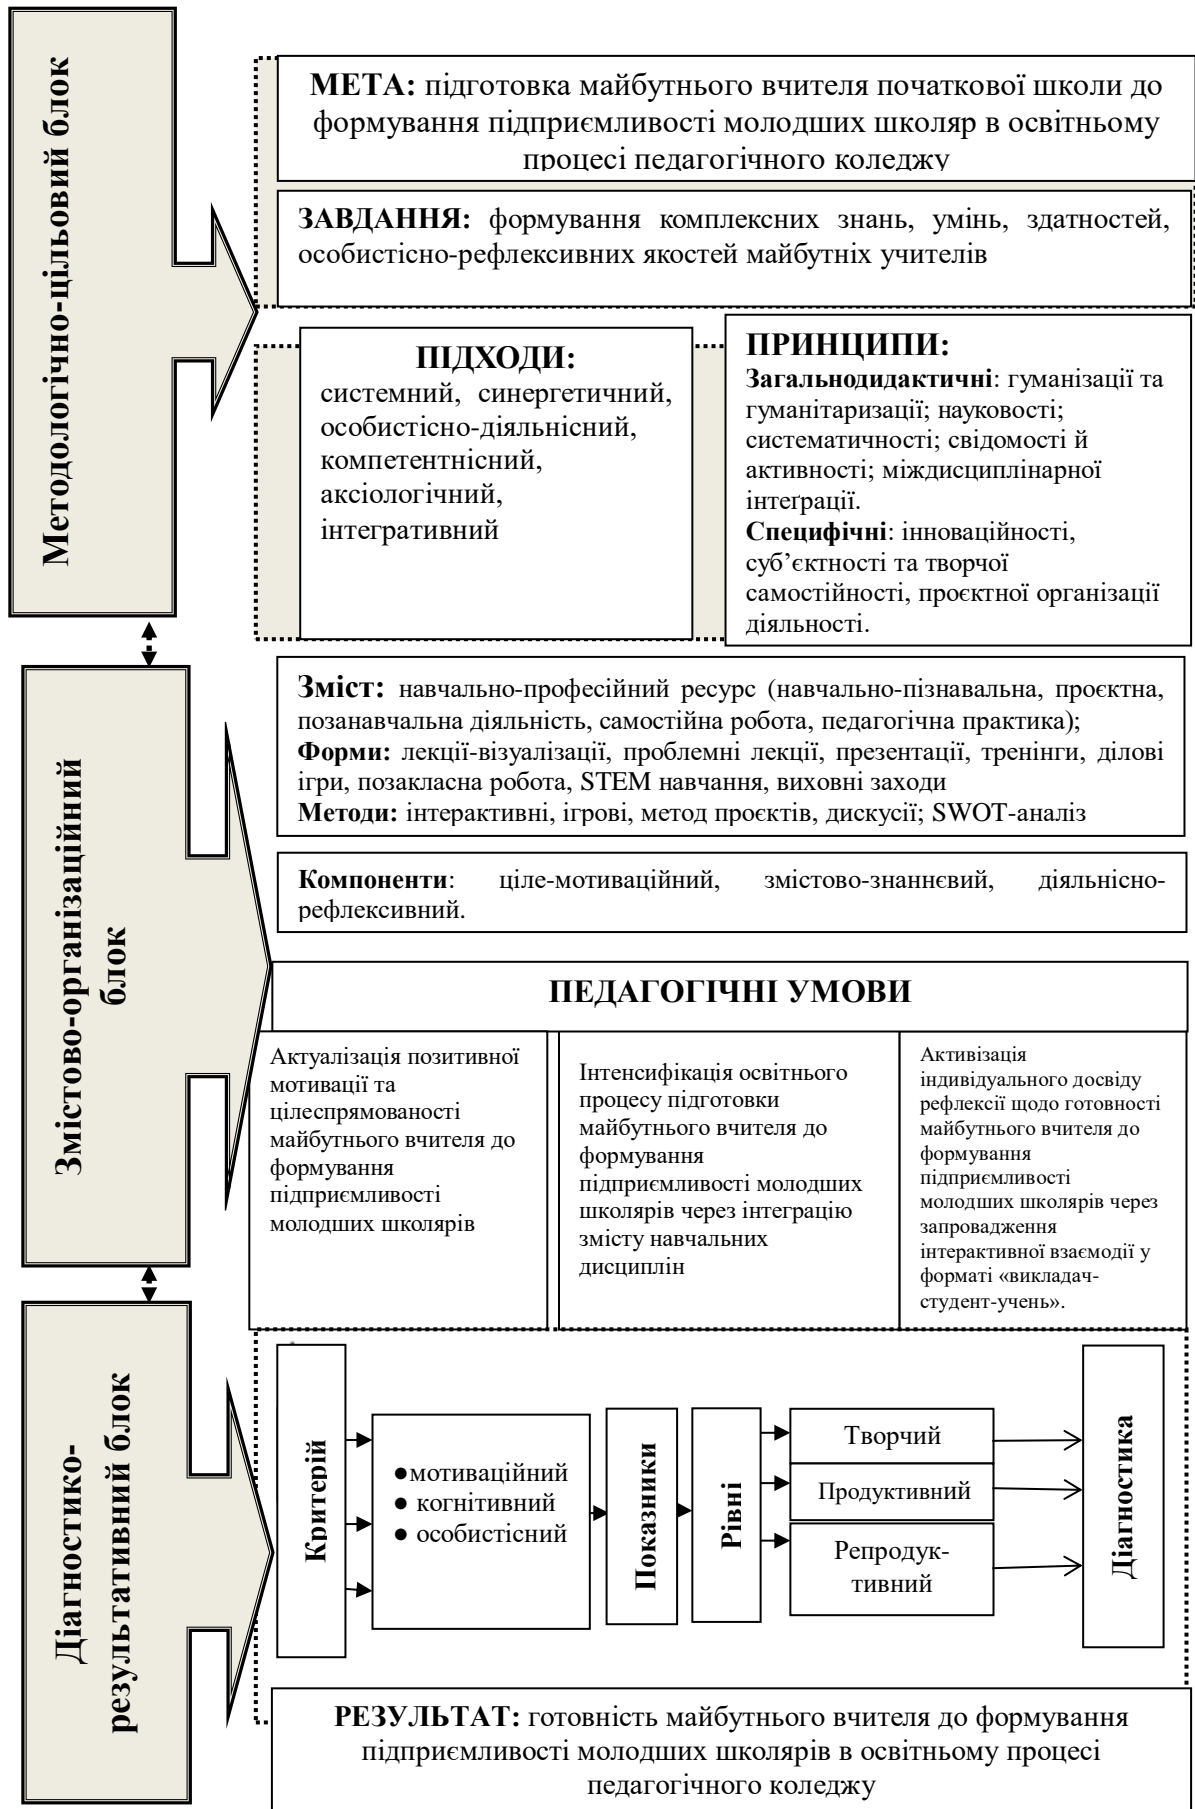 Методологічно-цільовий блок
МЕТА: підготовка майбутнього вчителя початкової школи до
формування підприємливості молодших школяр в освітньому
процесі педагогічного коледжу
ЗАВДАННЯ: формування комплексних знань, умінь, здатностей,
особистісно-рефлексивних якостей майбутніх учителів
ПІДХОДИ:
системний, синергетичний,
особистісно-діяльнісний,
компетентнісний,
аксіологічний,
інтегративний
ПРИНЦИПИ:
Загальнодидактичні: гуманізації та
гуманітаризації; науковості;
систематичності; свідомості й
активності; міждисциплінарної
інтеґрації.
Специфічні: інноваційності,
суб’єктності та творчої
самостійності, проєктної організації
діяльності.
Змістово-організаційний
блок
Зміст: навчально-професійний ресурс (навчально-пізнавальна, проєктна,
позанавчальна діяльність, самостійна робота, педагогічна практика);
Форми: лекції-візуалізації, проблемні лекції, презентації, тренінги, ділові
ігри, позакласна робота, STEM навчання, виховні заходи
Методи: інтерактивні, ігрові, метод проєктів, дискусії; SWOT-аналіз
Компоненти: ціле-мотиваційний, змістово-знаннєвий, діяльнісно-
рефлексивний.
ПЕДАГОГІЧНІ УМОВИ
Актуалізація позитивної
мотивації та
цілеспрямованості
майбутнього вчителя до
формування
підприємливості
молодших школярів
Інтенсифікація освітнього
процесу підготовки
майбутнього вчителя до
формування
підприємливості молодших
школярів через інтеграцію
змісту навчальних
дисциплін
Активізація
індивідуального досвіду
рефлексії щодо готовності
майбутнього вчителя до
формування
підприємливості
молодших школярів через
запровадження
інтерактивної взаємодії у
форматі «викладач-
студент-учень».
Діагностико-
результативний блок
Критерій
●мотиваційний
● когнітивний
● особистісний
Показники
Рівні
Творчий
Продуктивний
Репродук-
тивний
Діагностика
РЕЗУЛЬТАТ: готовність майбутнього вчителя до формування
підприємливості молодших школярів в освітньому процесі
педагогічного коледжу